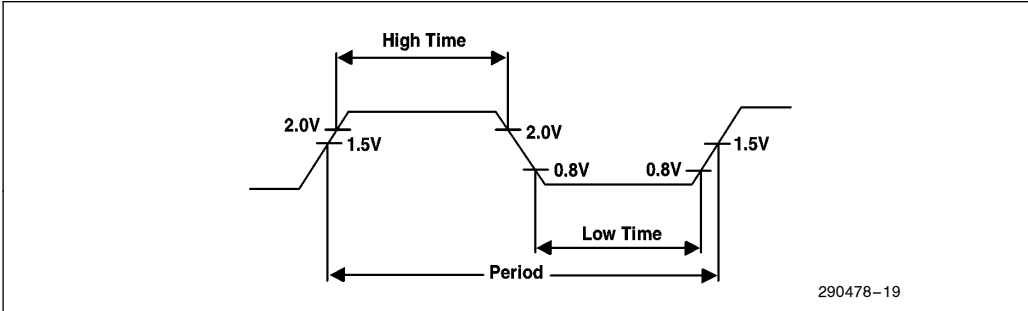 High Time
2.0V
1.5V
2.0V
0.8V
0.8V
1.5V
Low Time
Period
290478–19